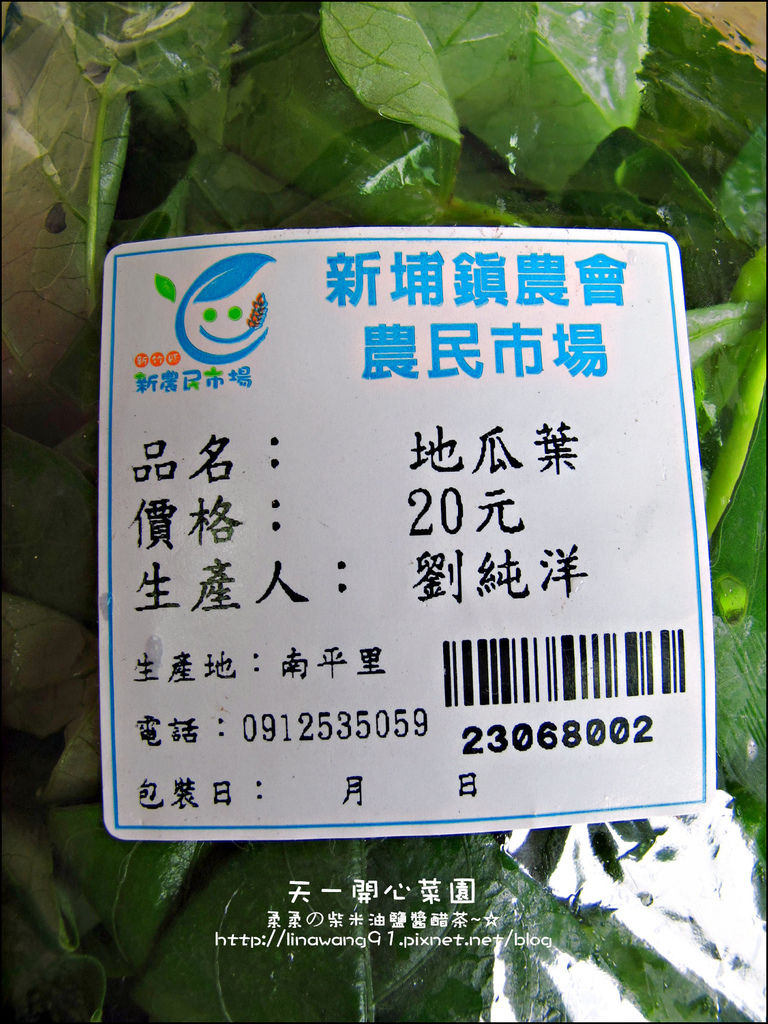 新埔鎮農會
農民市場
新竹縣
新農民市場
品名： 地瓜葉
價格： 20元
生產人： 劉純洋
生產地：南平里
電話：0912535059
23068002
包裝日： 月 日
天一開心菜園
柔柔の柴米油鹽醬醋茶~☆
http://linawang91.pixnet.net/blog